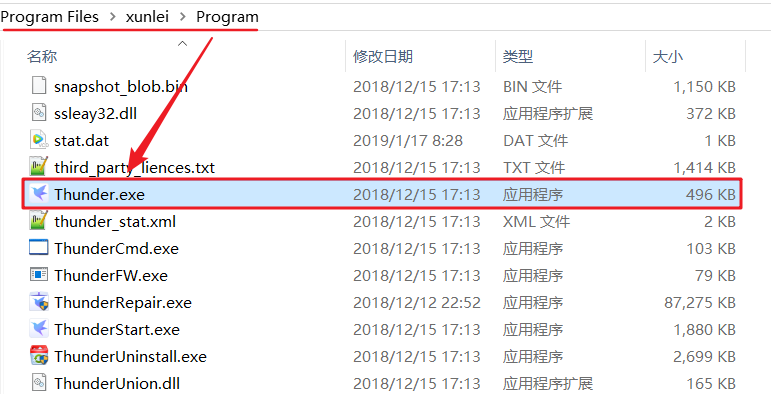 Program Files > xunlei > Program
名称 修改日期 类型 大小
snapshot_blob.bin 2018/12/15 17:13 BIN 文件 1,150 KB
ssleay32.dll 2018/12/15 17:13 应用程序扩展 372 KB
stat.dat 2019/1/17 8:28 DAT 文件 1 KB
third_party_liences.txt 2018/12/15 17:13 TXT 文件 1,414 KB
Thunder.exe 2018/12/15 17:13 应用程序 496 KB
thunder_stat.xml 2018/12/15 17:13 XML 文件 2 KB
ThunderCmd.exe 2018/12/15 17:13 应用程序 103 KB
ThunderFW.exe 2018/12/15 17:13 应用程序 79 KB
ThunderRepair.exe 2018/12/12 22:52 应用程序 87,275 KB
ThunderStart.exe 2018/12/15 17:13 应用程序 1,880 KB
ThunderUninstall.exe 2018/12/15 17:13 应用程序 2,699 KB
ThunderUnion.dll 2018/12/15 17:13 应用程序扩展 165 KB